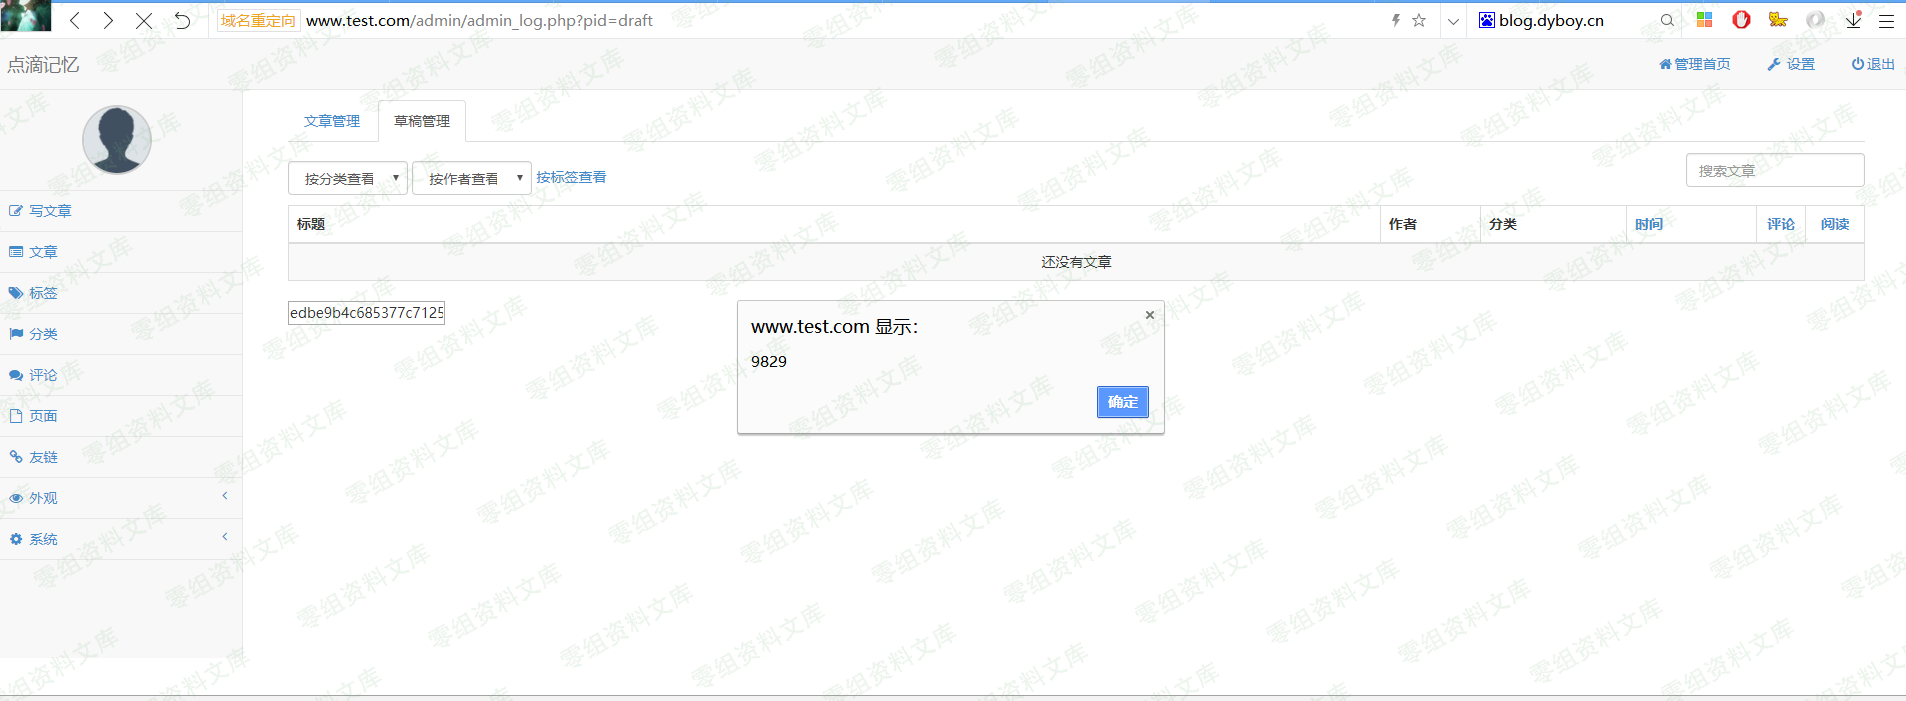 域名重定向 www.test.com/admin/admin_log.php?pid=draft
blog.dyboy.cn
点滴记忆
管理首页 设置 退出
文章管理 草稿管理
按分类查看 按作者查看 按标签查看
搜索文章
标题 作者 分类 时间 评论 阅读
还没有文章
edbe9b4c685377c7125
www.test.com 显示：
9829
确定
写文章
文章
标签
分类
评论
页面
友链
外观
系统
零组资料文库